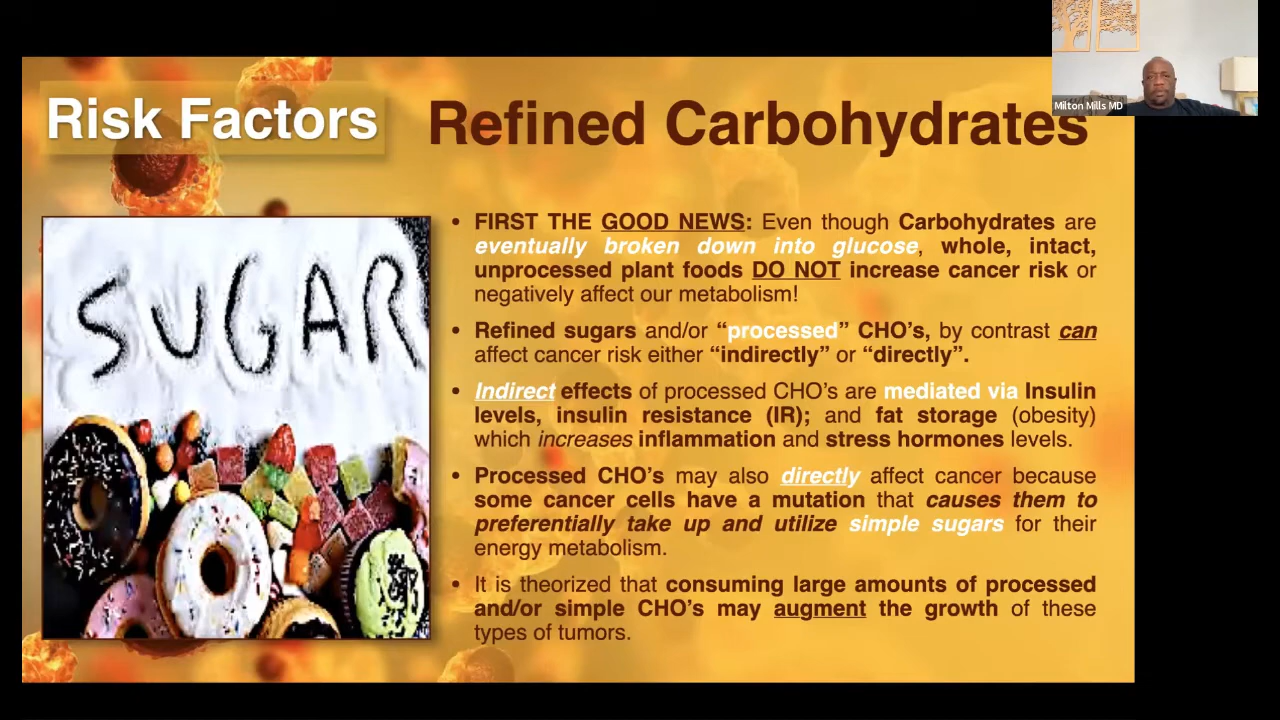 Milton Mills MD
Risk Factors
Refined Carbohydrates
SUGAR
• FIRST THE GOOD NEWS: Even though Carbohydrates are
eventually broken down into glucose, whole, intact,
unprocessed plant foods DO NOT increase cancer risk or
negatively affect our metabolism!
• Refined sugars and/or “processed” CHO’s, by contrast can
affect cancer risk either “indirectly” or “directly”.
• Indirect effects of processed CHO’s are mediated via Insulin
levels, insulin resistance (IR); and fat storage (obesity)
which increases inflammation and stress hormones levels.
• Processed CHO’s may also directly affect cancer because
some cancer cells have a mutation that causes them to
preferentially take up and utilize simple sugars for their
energy metabolism.
• It is theorized that consuming large amounts of processed
and/or simple CHO’s may augment the growth of these
types of tumors.